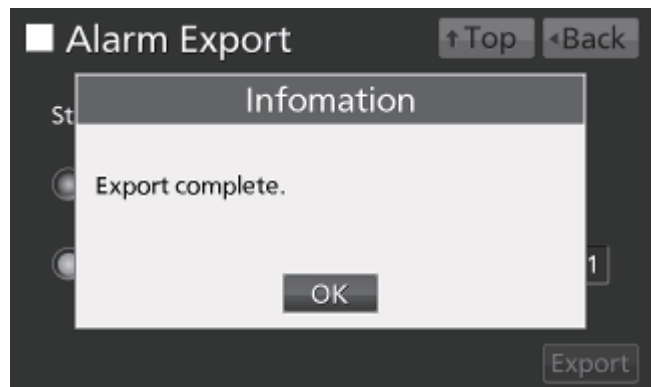 Alarm Export
↑Top
◂Back
St
Infomation
Export complete.
1
OK
Export